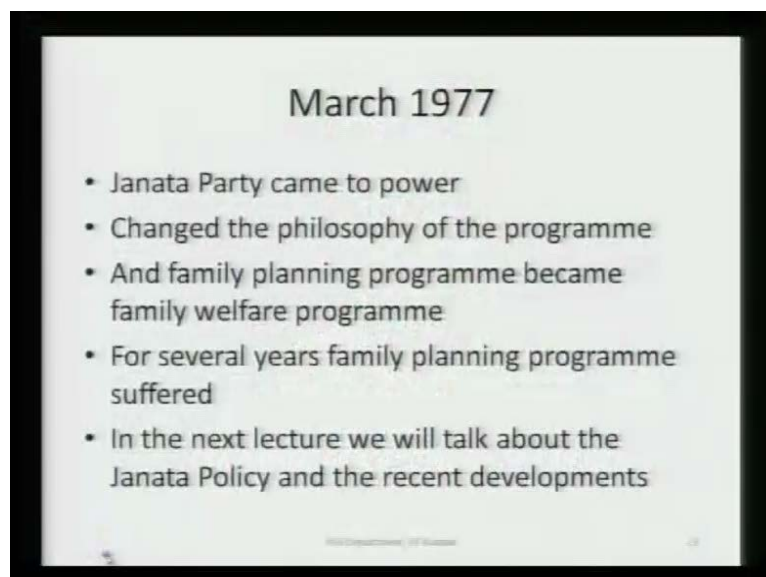 March 1977
• Janata Party came to power
• Changed the philosophy of the programme
• And family planning programme became
family welfare programme
• For several years family planning programme
suffered
• In the next lecture we will talk about the
Janata Policy and the recent developments